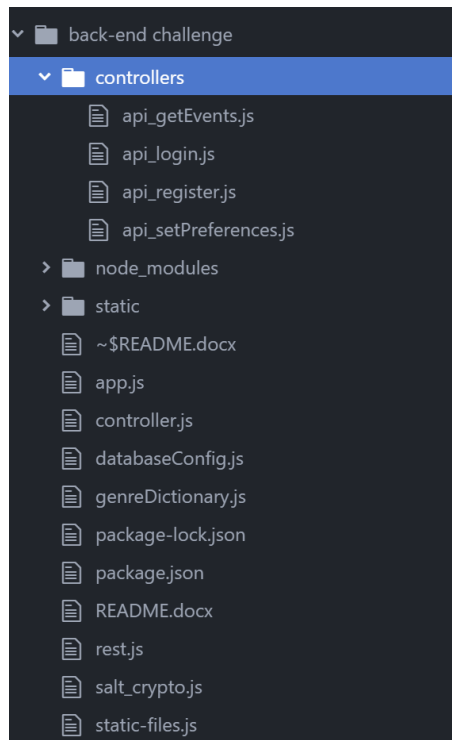 back-end challenge
controllers
api_getEvents.js
api_login.js
api_register.js
api_setPreferences.js
node_modules
static
~$README.docx
app.js
controller.js
databaseConfig.js
genreDictionary.js
package-lock.json
package.json
README.docx
rest.js
salt_crypto.js
static-files.js